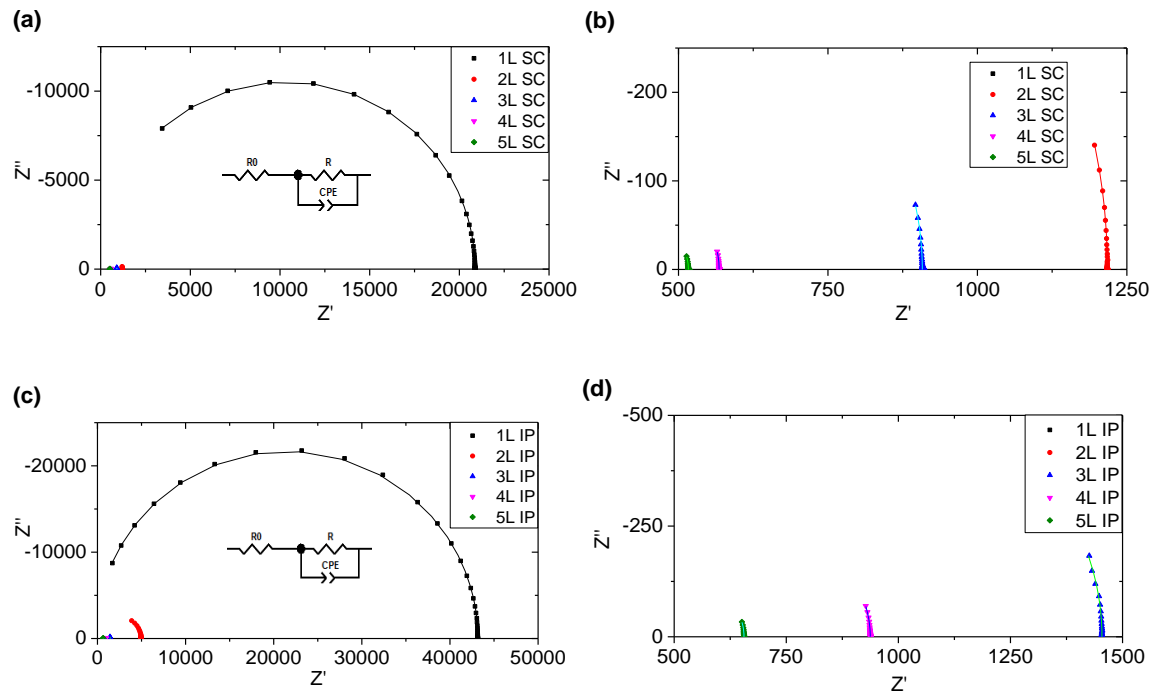 (a)
-10000
-5000
0
Z''
0
5000
10000
15000
20000
25000
Z'
1L SC
2L SC
3L SC
4L SC
5L SC
R0
R
CPE
(b)
-200
-100
0
Z''
500
750
1000
1250
Z'
1L SC
2L SC
3L SC
4L SC
5L SC
(c)
-20000
-10000
0
Z''
0
10000
20000
30000
40000
50000
Z'
1L IP
2L IP
3L IP
4L IP
5L IP
R0
R
CPE
(d)
-500
-250
0
Z''
500
750
1000
1250
1500
Z'
1L IP
2L IP
3L IP
4L IP
5L IP